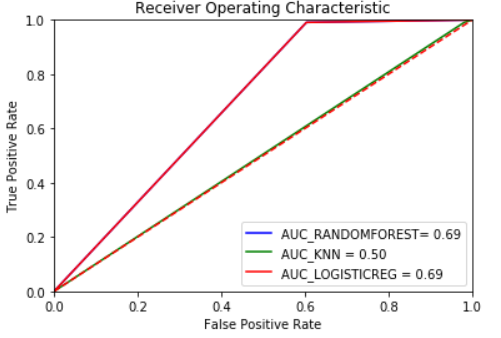 Receiver Operating Characteristic
1.0
0.8
0.6
0.4
0.2
0.0
True Positive Rate
AUC_RANDOMFOREST= 0.69
AUC_KNN = 0.50
AUC_LOGISTICREG = 0.69
0.0 0.2 0.4 0.6 0.8 1.0
False Positive Rate